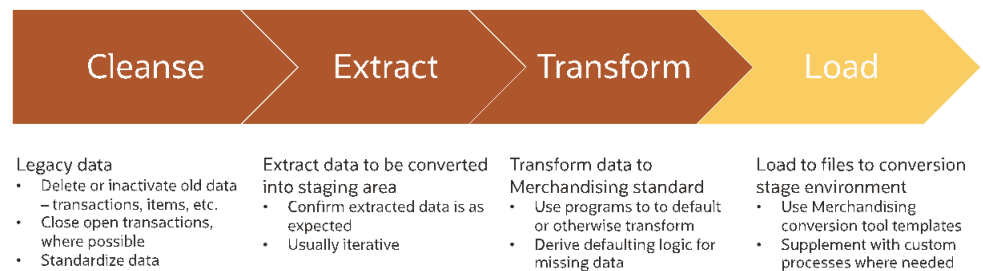 Cleanse
Extract
Transform
Load
Legacy data
• Delete or inactivate old data
– transactions, items, etc.
• Close open transactions,
where possible
• Standardize data
Extract data to be converted
into staging area
• Confirm extracted data is as
expected
• Usually iterative
Transform data to
Merchandising standard
• Use programs to to default
or otherwise transform
• Derive defaulting logic for
missing data
Load to files to conversion
stage environment
• Use Merchandising
conversion tool templates
• Supplement with custom
processes where needed